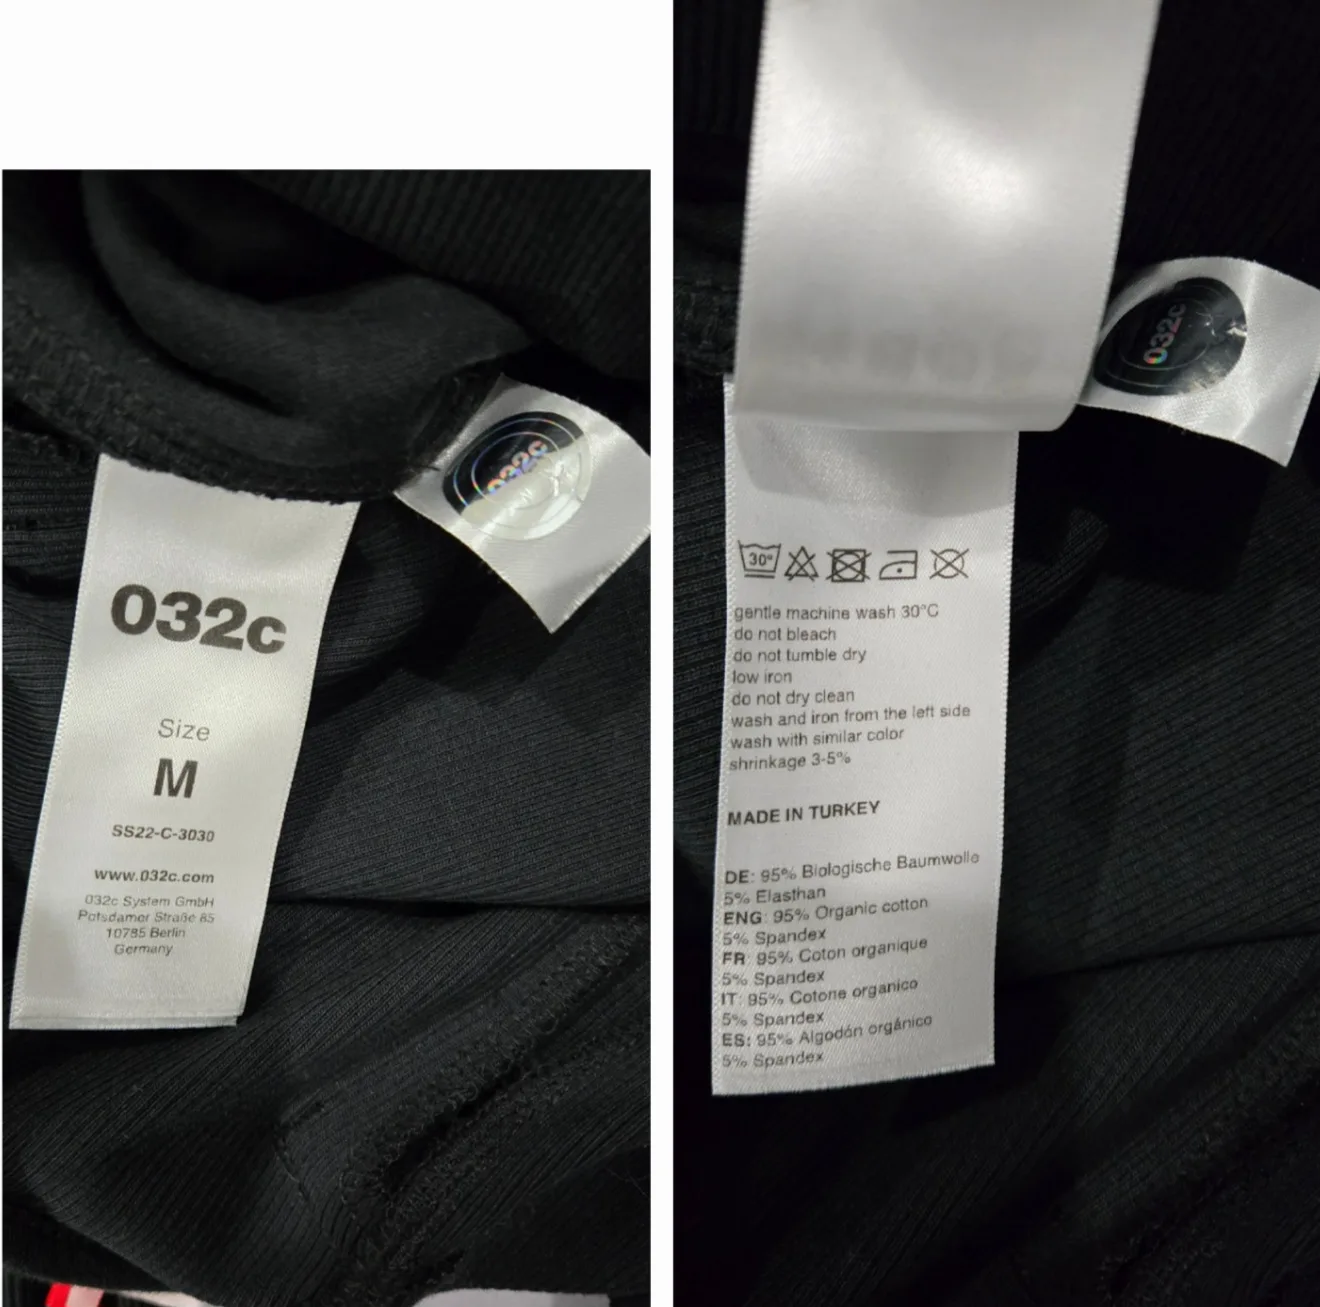 032c
032c
Size
M
SS22-C-3030
www.032c.com
032c System GmbH
Potsdamer Straße 85
10785 Berlin
Germany
032c
30°
gentle machine wash 30°C
do not bleach
do not tumble dry
low iron
do not dry clean
wash and iron from the left side
wash with similar color
shrinkage 3-5%
MADE IN TURKEY
DE: 95% Biologische Baumwolle
5% Elasthan
ENG: 95% Organic cotton
5% Spandex
FR: 95% Coton organique
5% Spandex
IT: 95% Cotone organico
5% Spandex
ES: 95% Algodón orgánico
5% Spandex